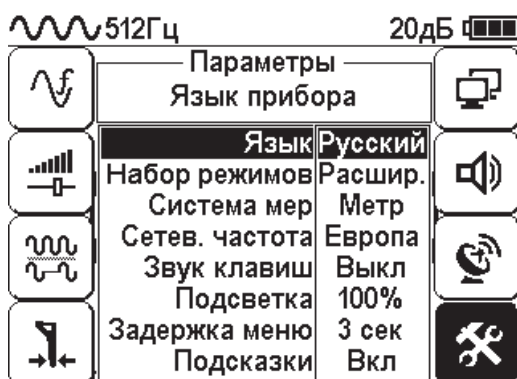 512Гц 20дБ
Параметры
Язык прибора
Язык Русский
Набор режимов Расшир.
Система мер Метр
Сетев. частота Европа
Звук клавиш Выкл
Подсветка 100%
Задержка меню 3 сек
Подсказки Вкл
f